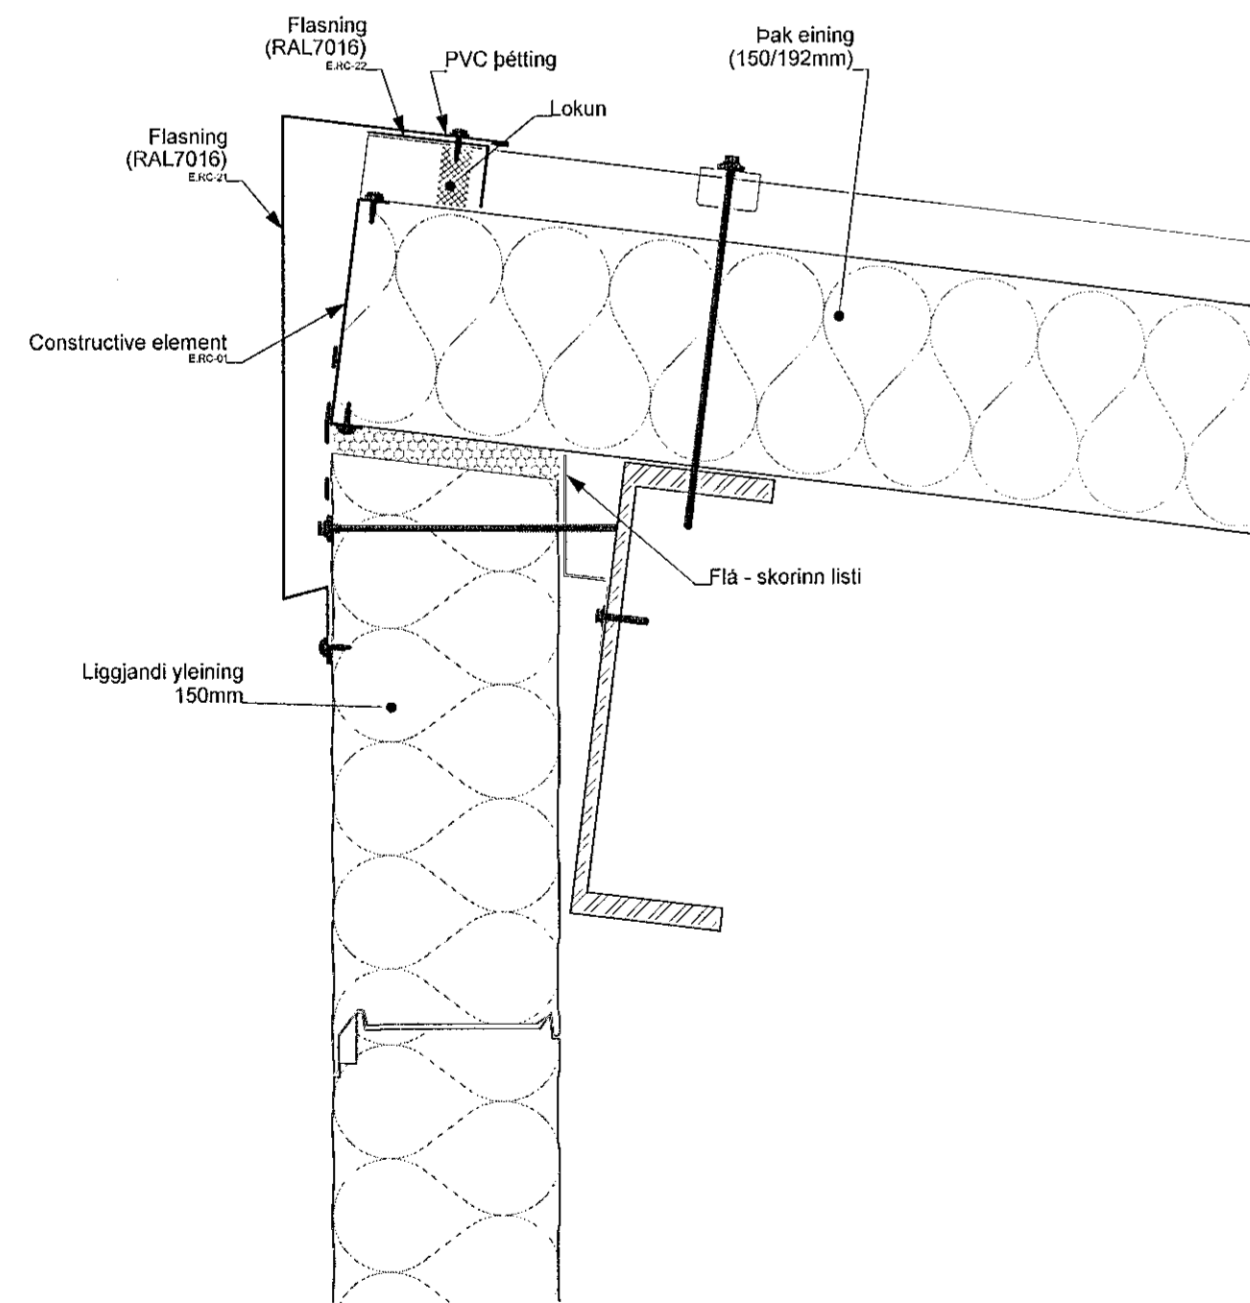 Flasning
(RAL7016)
E.RC-22
PVC þétting
Þak eining
(150/192mm)
Lokun
Flasning
(RAL7016)
E.RC-21
Constructive element
E.RC-01
Flá - skorinn listi
Liggjandi yleining
150mm